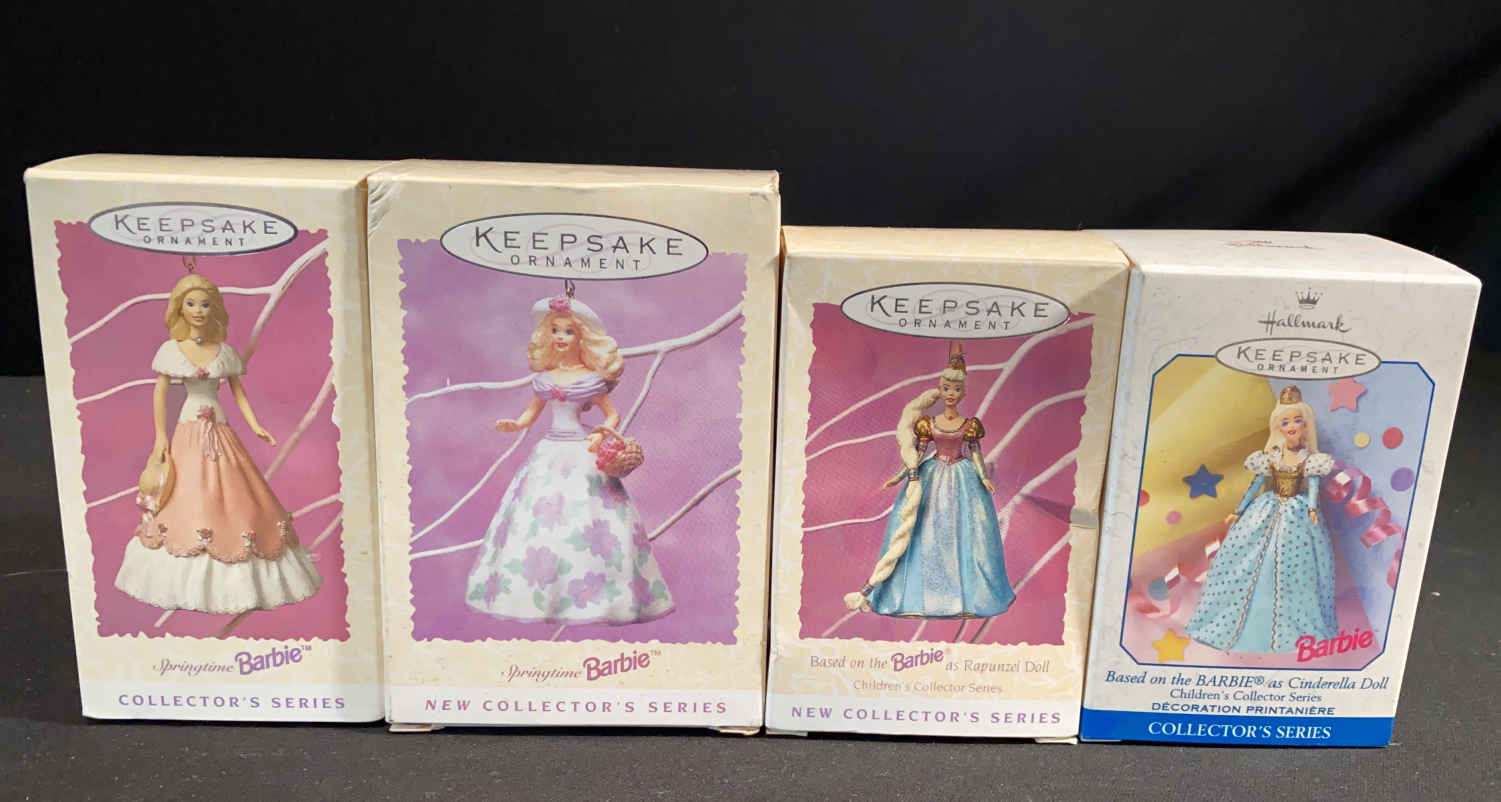 KEEPSAKE
ORNAMENT
Springtime Barbie™
COLLECTOR'S SERIES
KEEPSAKE
ORNAMENT
Springtime Barbie™
NEW COLLECTOR'S SERIES
KEEPSAKE
ORNAMENT
Based on the Barbie as Rapunzel Doll
Children's Collector Series
NEW COLLECTOR'S SERIES
Hallmark
KEEPSAKE
ORNAMENT
Barbie
Based on the BARBIE® as Cinderella Doll
Children's Collector Series
DÉCORATION PRINTANIÈRE
COLLECTOR'S SERIES